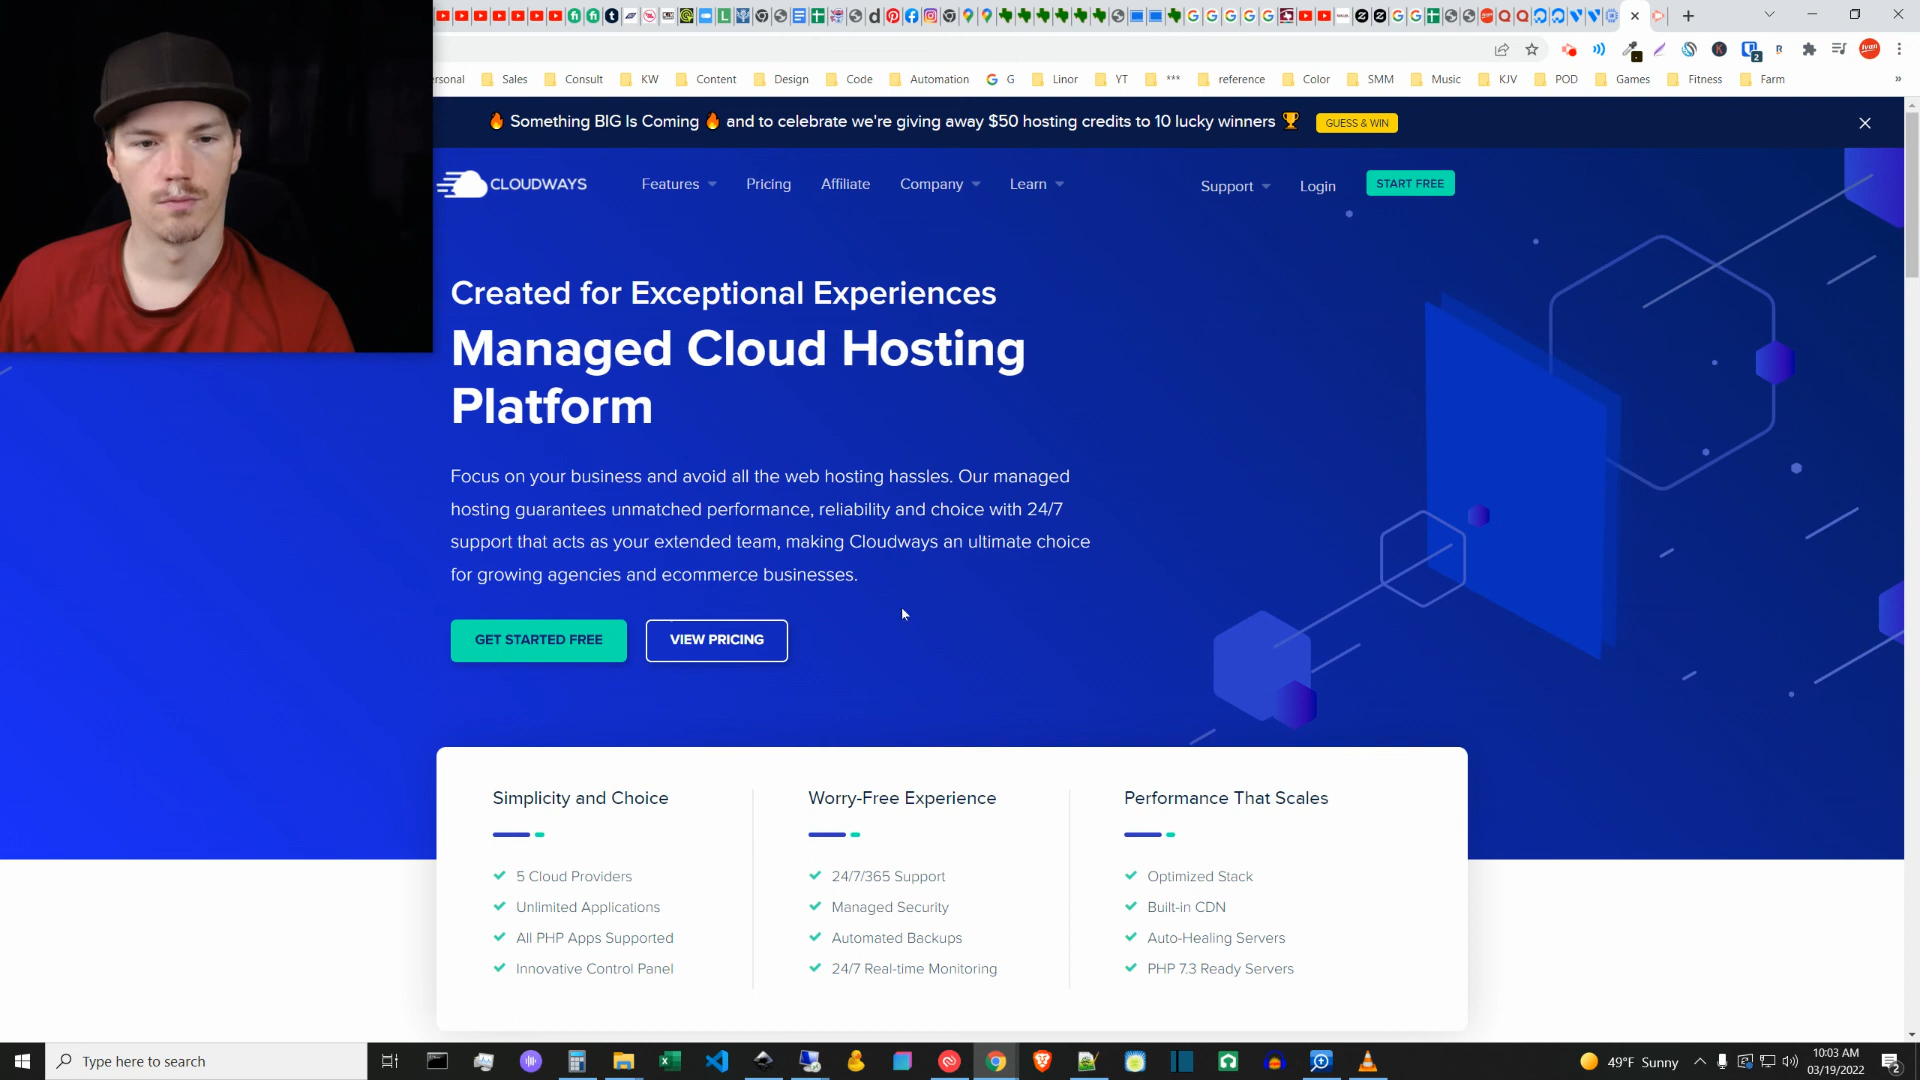 ersonal
Sales
Consult
KW
Content
Design
Code
Automation
G
Linor
YT
***
reference
Color
SMM
Music
KJV
POD
Games
Fitness
Farm
»
🔥 Something BIG Is Coming 🔥 and to celebrate we're giving away $50 hosting credits to 10 lucky winners 🏆
GUESS & WIN
CLOUDWAYS
Features
Pricing
Affiliate
Company
Learn
Support
Login
START FREE
Created for Exceptional Experiences
Managed Cloud Hosting
Platform
Focus on your business and avoid all the web hosting hassles. Our managed
hosting guarantees unmatched performance, reliability and choice with 24/7
support that acts as your extended team, making Cloudways an ultimate choice
for growing agencies and ecommerce businesses.
GET STARTED FREE
VIEW PRICING
Simplicity and Choice
5 Cloud Providers
Unlimited Applications
All PHP Apps Supported
Innovative Control Panel
Worry-Free Experience
24/7/365 Support
Managed Security
Automated Backups
24/7 Real-time Monitoring
Performance That Scales
Optimized Stack
Built-in CDN
Auto-Healing Servers
PHP 7.3 Ready Servers
Type here to search
49°F Sunny
10:03 AM
03/19/2022
2